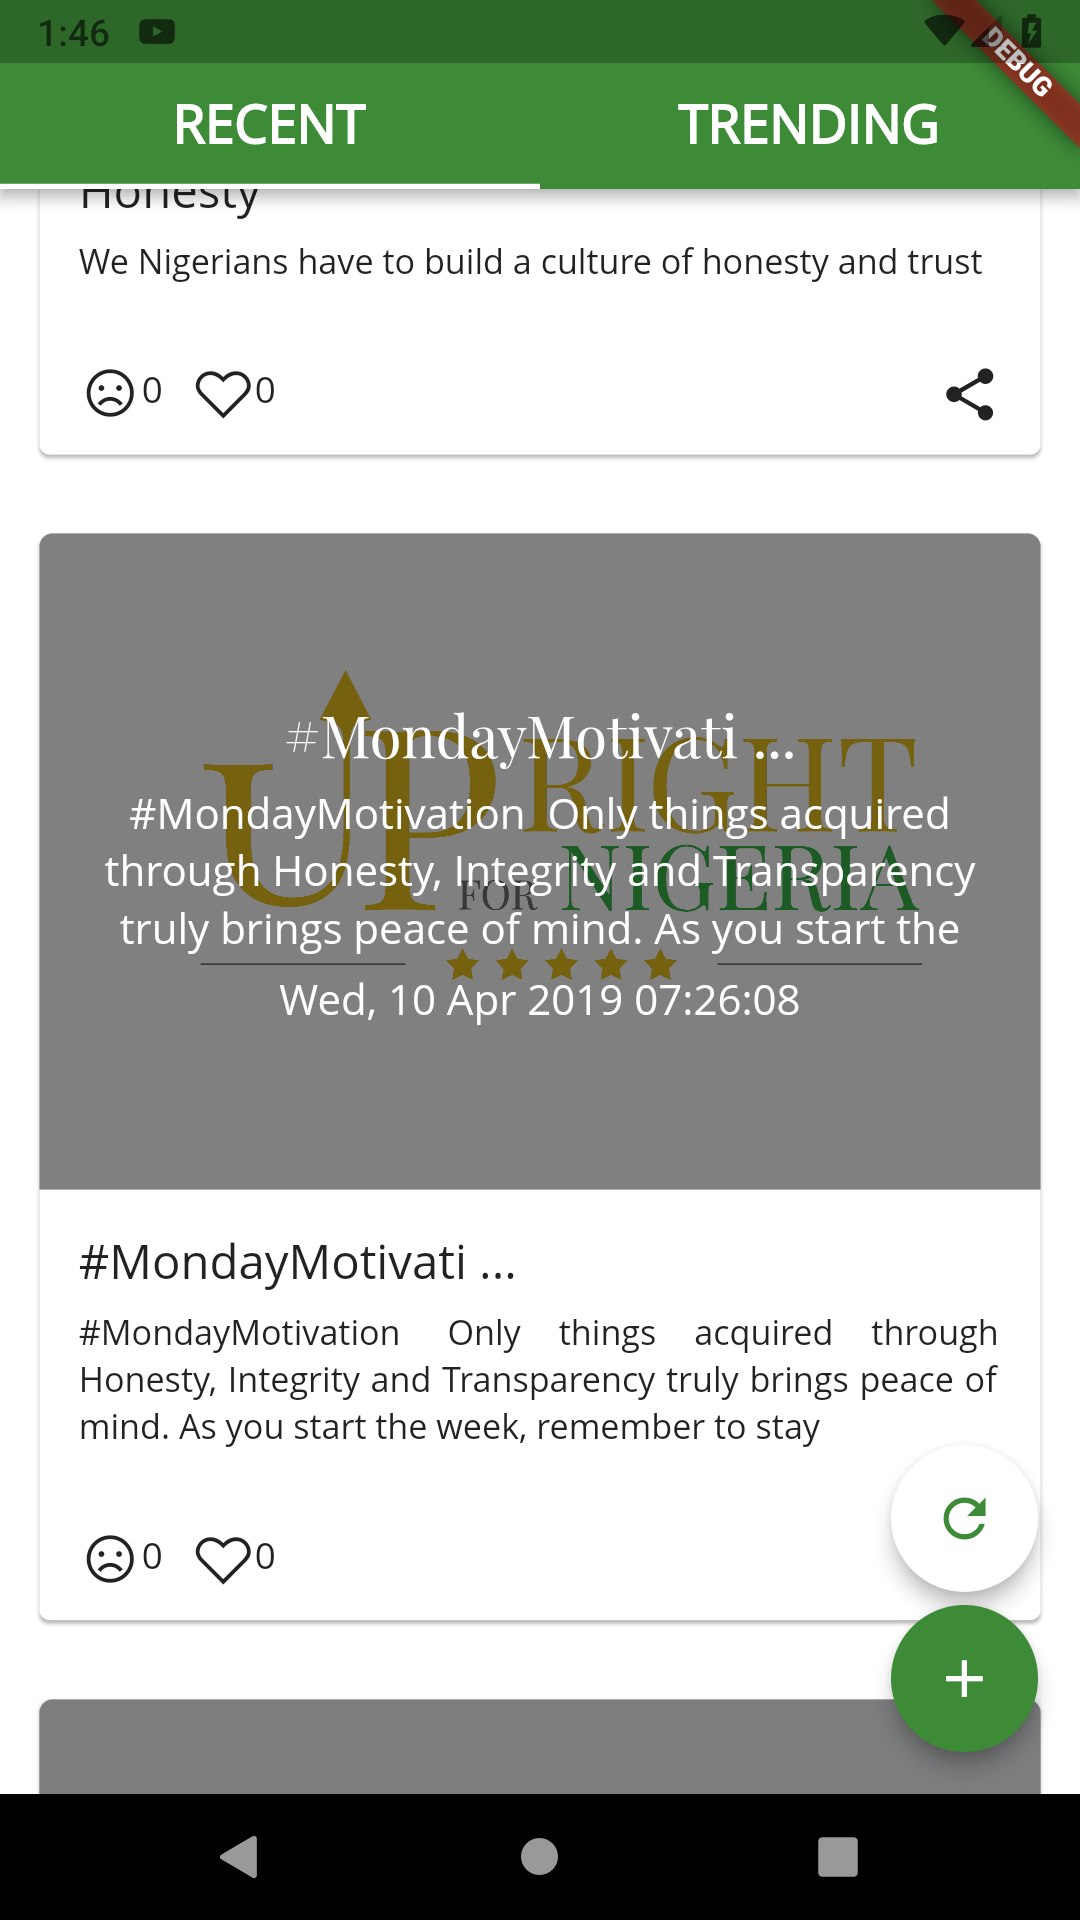 1:46
DEBUG
RECENT
TRENDING
Honesty
We Nigerians have to build a culture of honesty and trust
0
0
UPRIGHT
FOR NIGERIA
#MondayMotivati ...
#MondayMotivation  Only things acquired
through Honesty, Integrity and Transparency
truly brings peace of mind. As you start the
Wed, 10 Apr 2019 07:26:08
#MondayMotivati ...
#MondayMotivation  Only things acquired through
Honesty, Integrity and Transparency truly brings peace of
mind. As you start the week, remember to stay
0
0